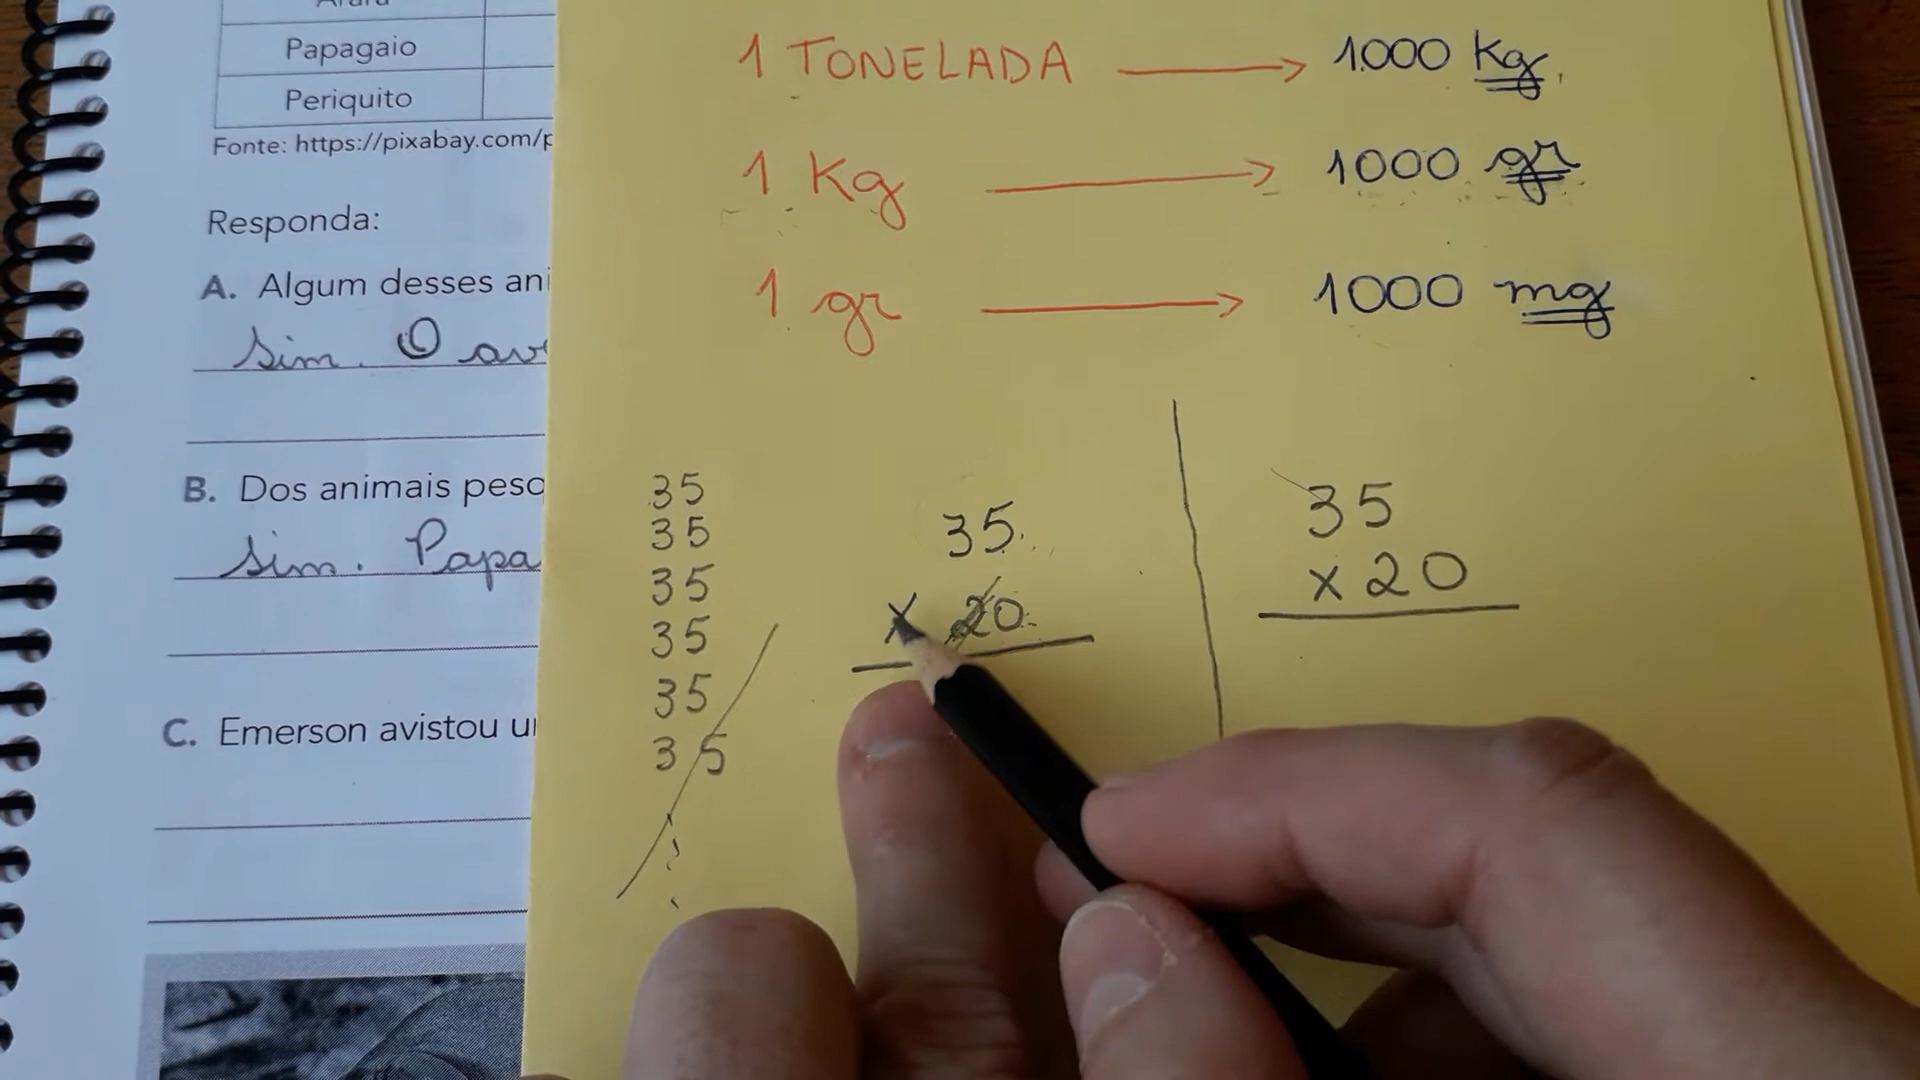 Papagaio
Periquito
Fonte: https://pixabay.com/p
Responda:
A. Algum desses ani
Sim. O av
B. Dos animais pesq
Sim. Papa
C. Emerson avistou u
1 TONELADA → 1.000 Kg
1 Kg → 1000 gr
1 gr → 1000 mg
35
35
35
35
35
35
35
x 20
35
x 20